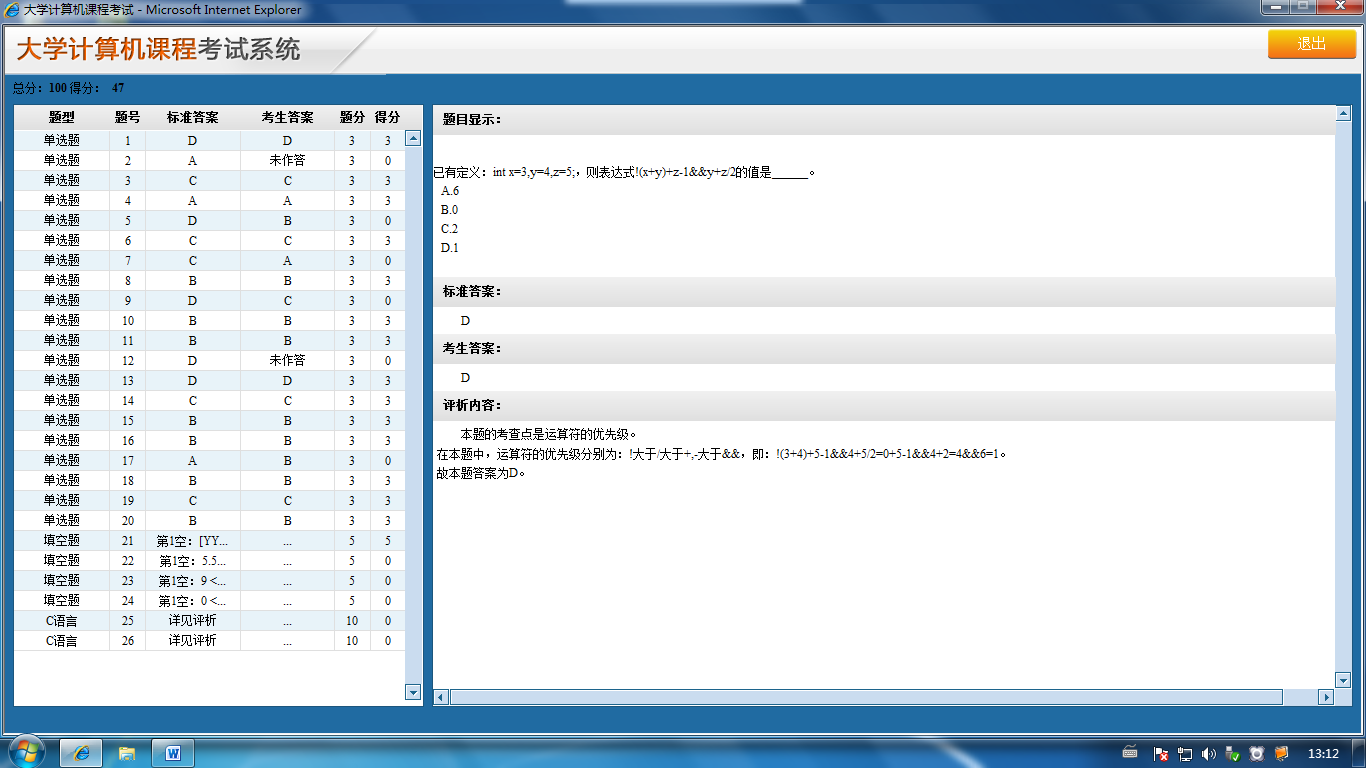 大学计算机课程考试 - Microsoft Internet Explorer
大学计算机课程考试系统
退出
总分：100 得分： 47
题型 题号 标准答案 考生答案 题分 得分
单选题 1 D D 3 3
单选题 2 A 未作答 3 0
单选题 3 C C 3 3
单选题 4 A A 3 3
单选题 5 D B 3 0
单选题 6 C C 3 3
单选题 7 C A 3 0
单选题 8 B B 3 3
单选题 9 D C 3 0
单选题 10 B B 3 3
单选题 11 B B 3 3
单选题 12 D 未作答 3 0
单选题 13 D D 3 3
单选题 14 C C 3 3
单选题 15 B B 3 3
单选题 16 B B 3 3
单选题 17 A B 3 0
单选题 18 B B 3 3
单选题 19 C C 3 3
单选题 20 B B 3 3
填空题 21 第1空：[YY... ... 5 5
填空题 22 第1空：5.5... ... 5 0
填空题 23 第1空：9 <... ... 5 0
填空题 24 第1空：0 <... ... 5 0
C语言 25 详见评析 ... 10 0
C语言 26 详见评析 ... 10 0
题目显示：
已有定义：int x=3,y=4,z=5;，则表达式!(x+y)+z-1&&y+z/2的值是______。
A.6
B.0
C.2
D.1
标准答案：
D
考生答案：
D
评析内容：
本题的考查点是运算符的优先级。
在本题中，运算符的优先级分别为：!大于/大于+,-大于&&，即：!(3+4)+5-1&&4+5/2=0+5-1&&4+2=4&&6=1。
故本题答案为D。
13:12